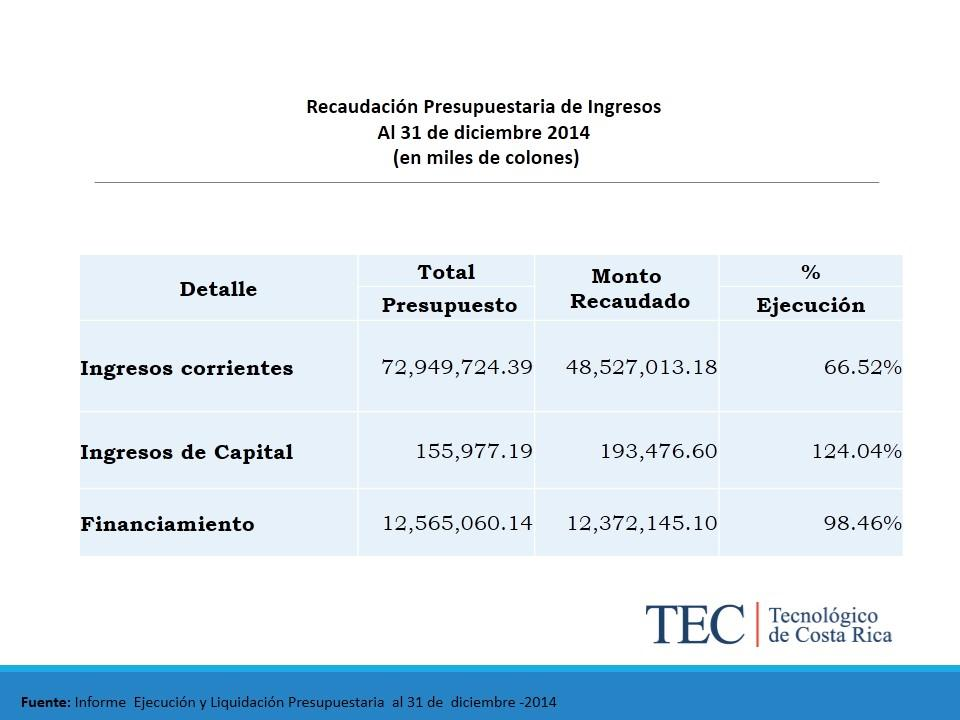 Recaudación Presupuestaria de Ingresos
Al 31 de diciembre 2014
(en miles de colones)
Detalle
Total
Presupuesto
Monto
Recaudado
%
Ejecución
Ingresos corrientes 72,949,724.39 48,527,013.18 66.52%
Ingresos de Capital 155,977.19 193,476.60 124.04%
Financiamiento 12,565,060.14 12,372,145.10 98.46%
TEC
Tecnológico
de Costa Rica
Fuente: Informe Ejecución y Liquidación Presupuestaria al 31 de diciembre -2014